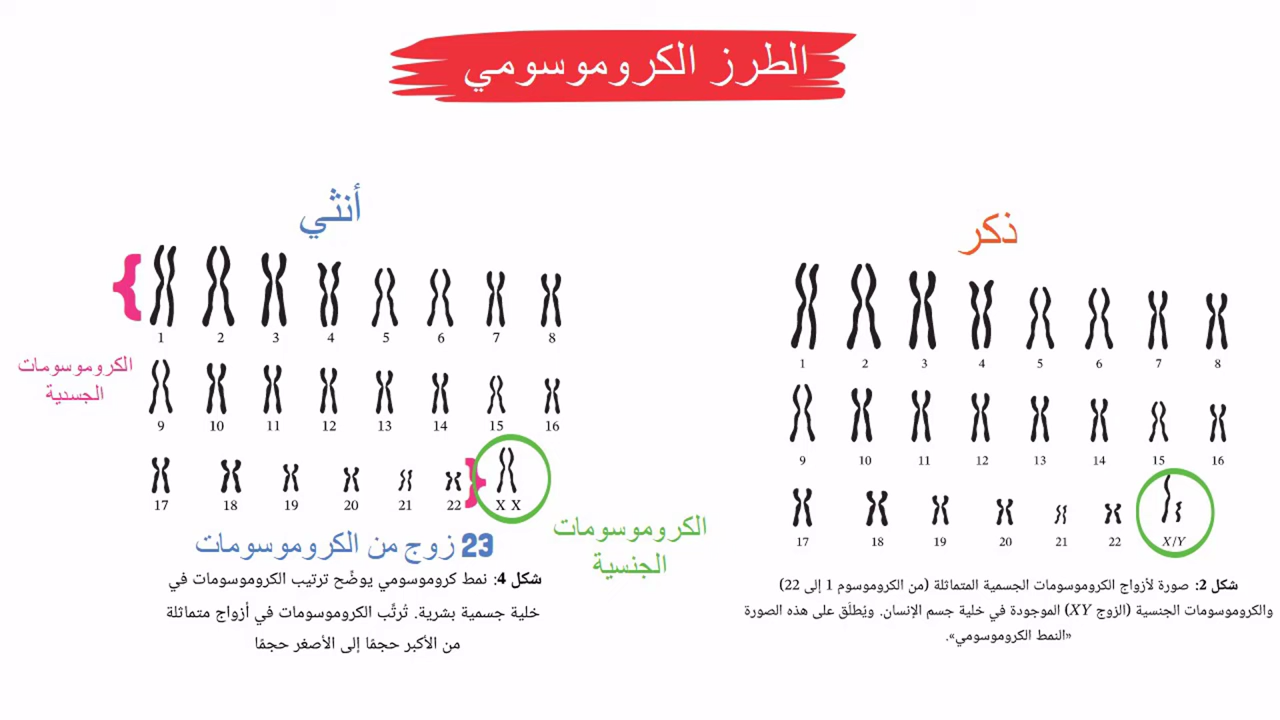 الطرز الكروموسومي
ذكر
1 2 3 4 5 6 7 8
9 10 11 12 13 14 15 16
17 18 19 20 21 22 X/Y
شكل 2: صورة لأزواج الكروموسومات الجسمية المتماثلة (من الكروموسوم 1 إلى 22)
والكروموسومات الجنسية (الزوج XY) الموجودة في خلية جسم الإنسان. ويُطلَق على هذه الصورة
«النمط الكروموسومي».
أنثي
1 2 3 4 5 6 7 8
9 10 11 12 13 14 15 16
17 18 19 20 21 22 X X
الكروموسومات
الجسدية
الكروموسومات
الجنسية
23 زوج من الكروموسومات
شكل 4: نمط كروموسومي يوضِّح ترتيب الكروموسومات في
خلية جسمية بشرية. تُرتَّب الكروموسومات في أزواج متماثلة
من الأكبر حجمًا إلى الأصغر حجمًا